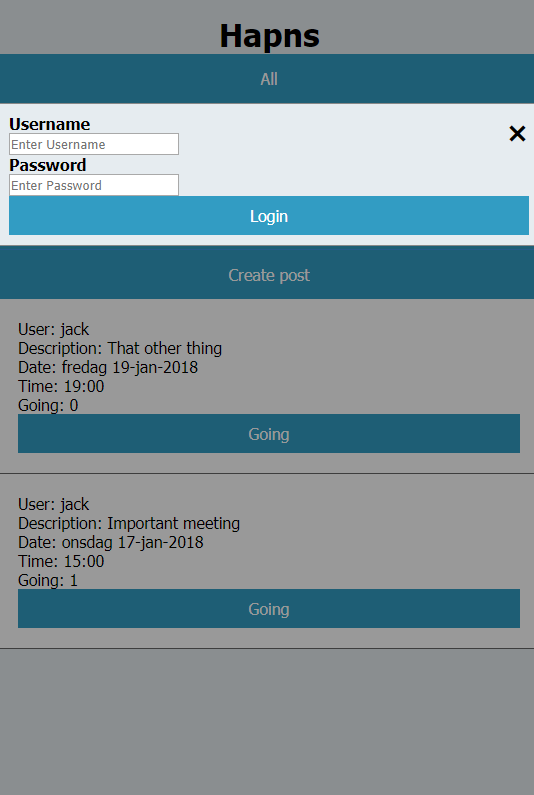 Hapns
All
Username
×
Enter Username
Password
Enter Password
Login
Create post
User: jack
Description: That other thing
Date: fredag 19-jan-2018
Time: 19:00
Going: 0
Going
User: jack
Description: Important meeting
Date: onsdag 17-jan-2018
Time: 15:00
Going: 1
Going